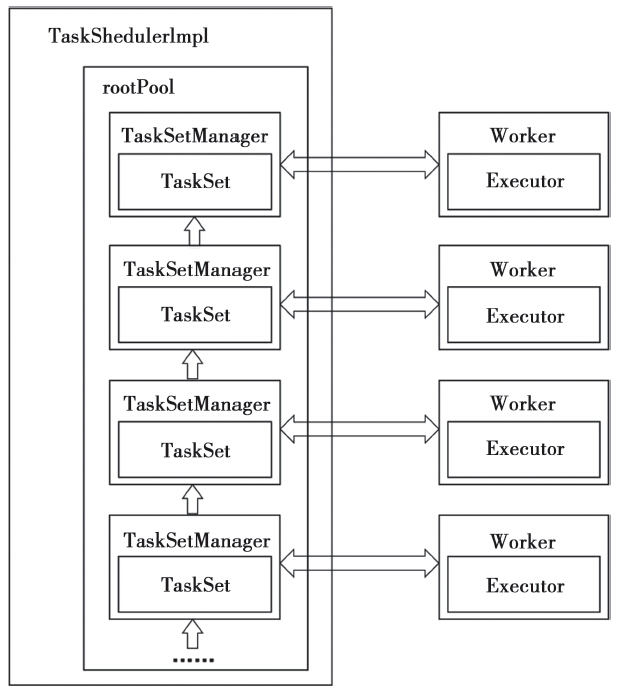 TaskShedulerImpl
rootPool
TaskSetManager
TaskSet
Worker
Executor
TaskSetManager
TaskSet
Worker
Executor
TaskSetManager
TaskSet
Worker
Executor
TaskSetManager
TaskSet
Worker
Executor
......